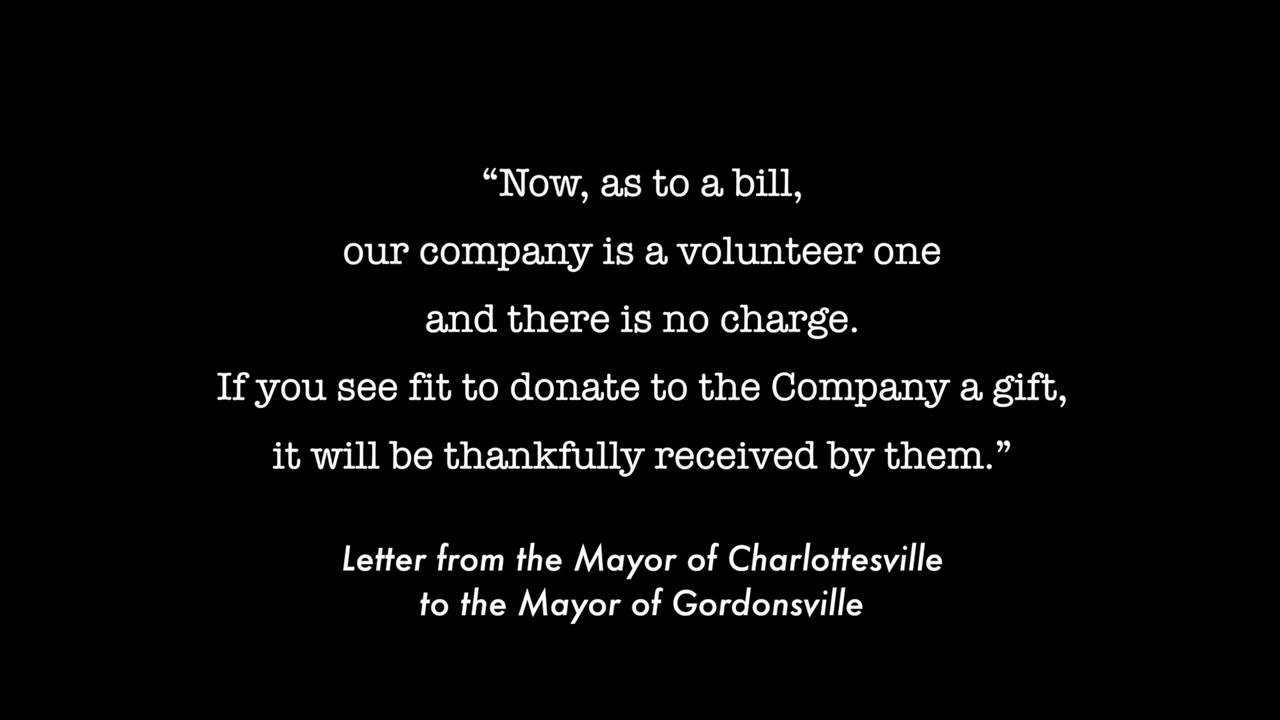 “Now, as to a bill,
our company is a volunteer one
and there is no charge.
If you see fit to donate to the Company a gift,
it will be thankfully received by them.”
Letter from the Mayor of Charlottesville
to the Mayor of Gordonsville